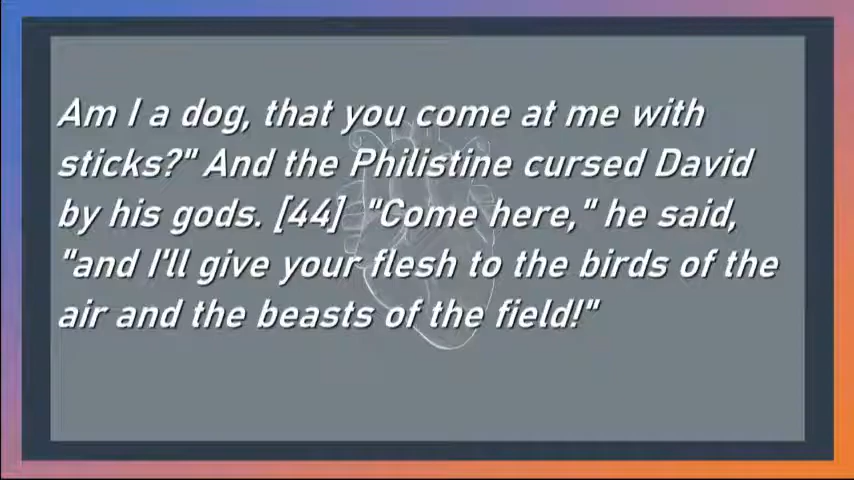 Am I a dog, that you come at me with
sticks?" And the Philistine cursed David
by his gods. [44] "Come here," he said,
"and I'll give your flesh to the birds of the
air and the beasts of the field!"